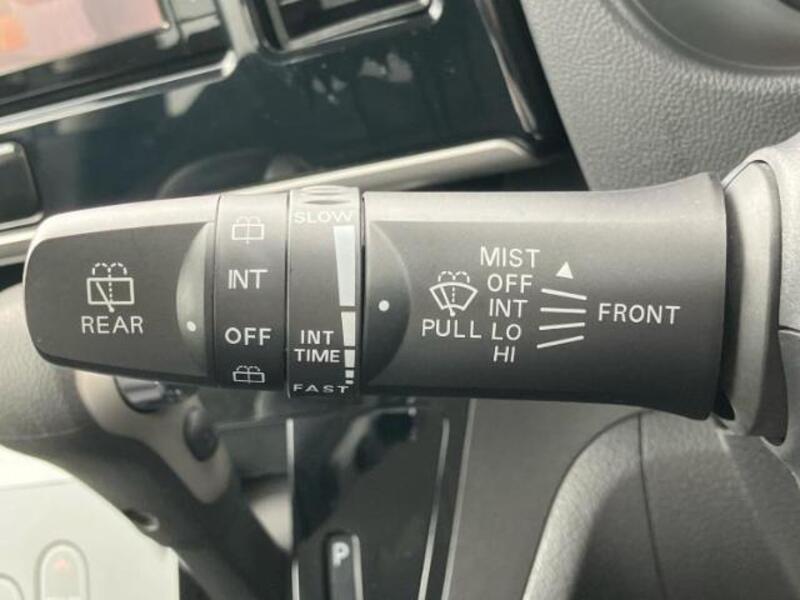 REAR
INT
OFF
SLOW
INT
TIME
FAST
PULL
MIST
OFF
INT
LO
HI
FRONT
P